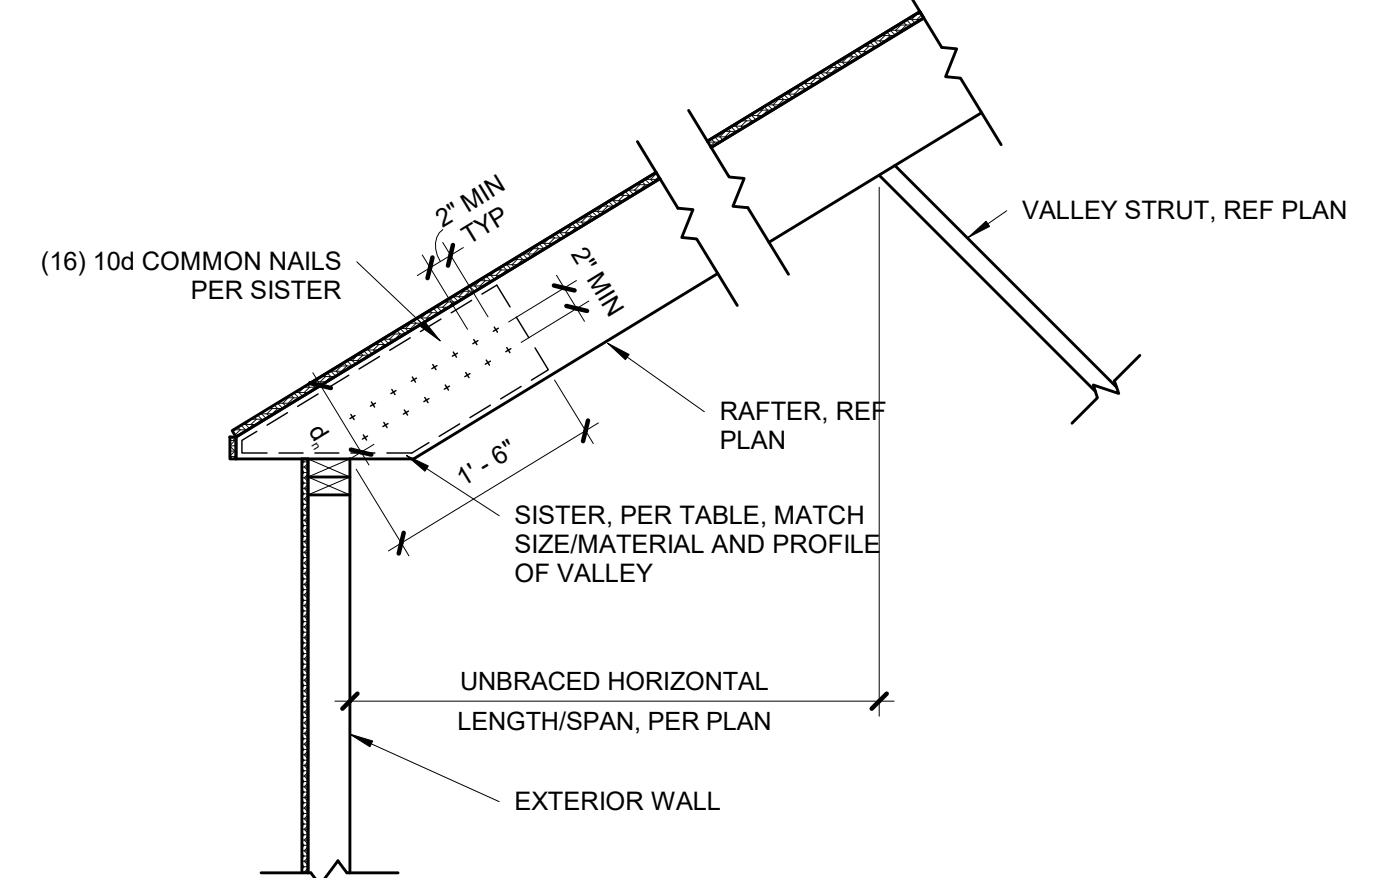 2" MIN
TYP
VALLEY STRUT, REF PLAN
(16) 10d COMMON NAILS
PER SISTER
2" MIN
RAFTER, REF
PLAN
dn
1' - 6"
SISTER, PER TABLE, MATCH
SIZE/MATERIAL AND PROFILE
OF VALLEY
UNBRACED HORIZONTAL
LENGTH/SPAN, PER PLAN
EXTERIOR WALL